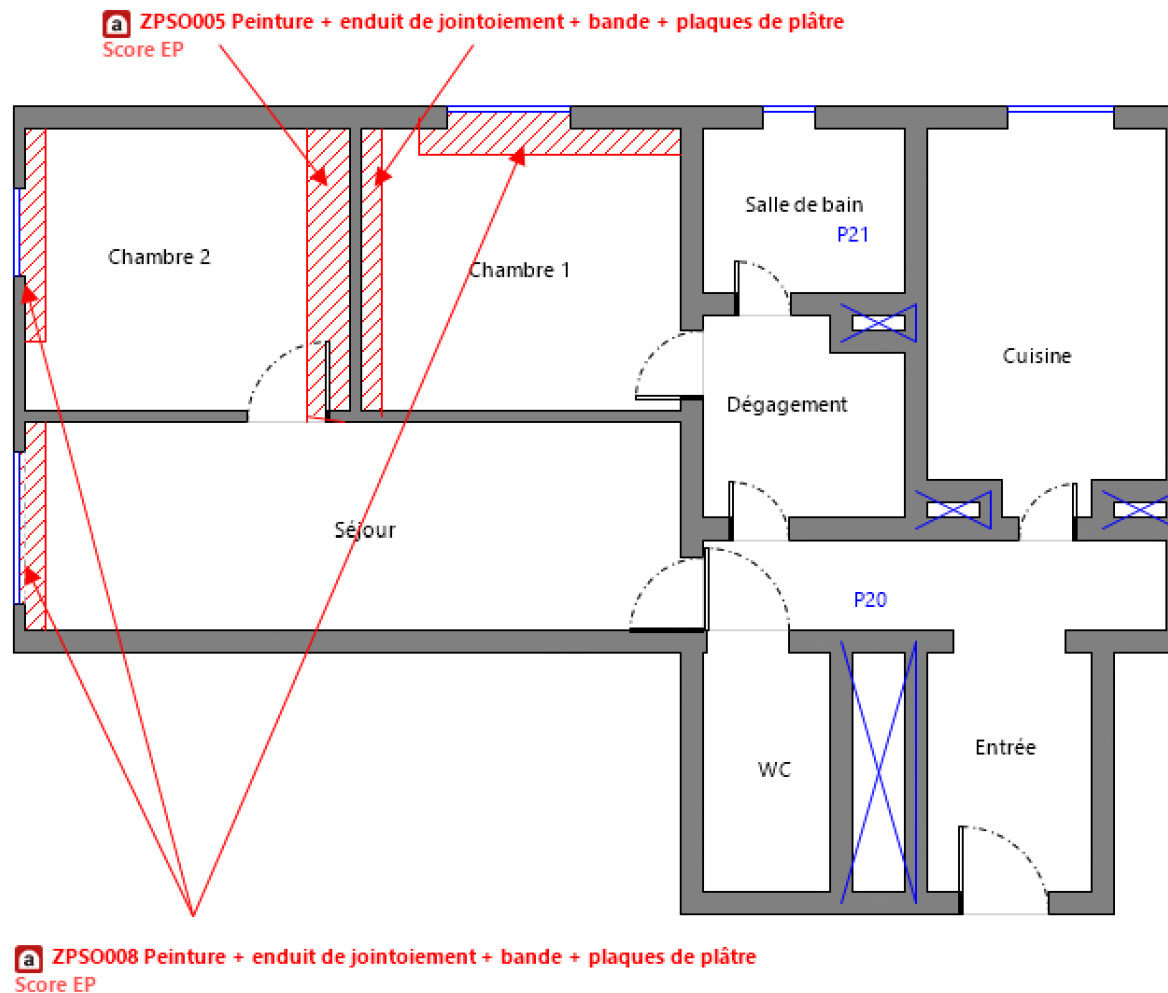 a ZPSO005 Peinture + enduit de jointoiement + bande + plaques de plâtre
Score EP
Salle de bain
P21
Chambre 2
Chambre 1
Cuisine
Dégagement
Séjour
P20
Entrée
WC
a ZPSO008 Peinture + enduit de jointoiement + bande + plaques de plâtre
Score EP